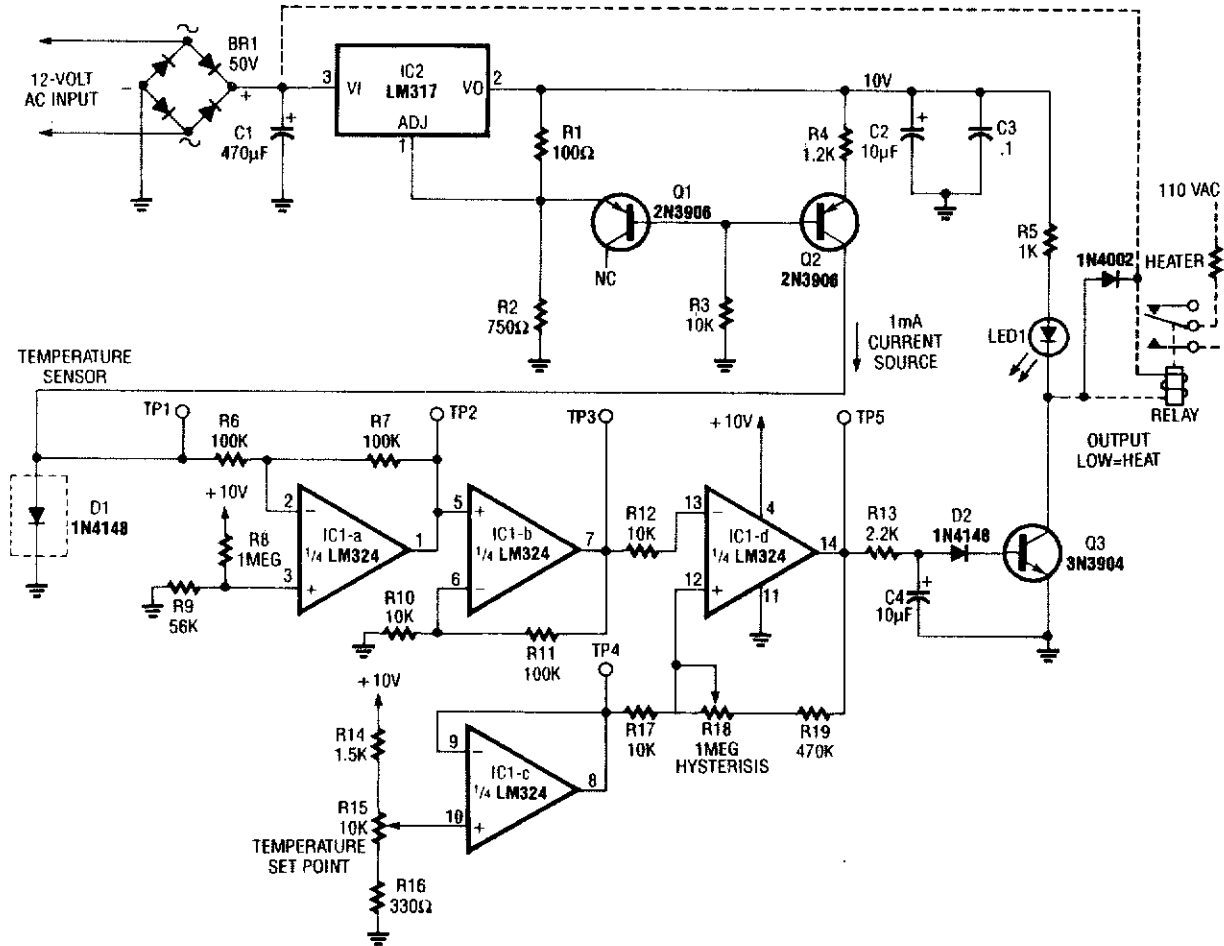 12-VOLT
AC INPUT
BR1
50V
∼
∼
−
+
C1
470µF
+
3
VI
IC2
LM317
VO
2
ADJ
1
R1
100Ω
R2
750Ω
Q1
2N3906
NC
R3
10K
10V
R4
1.2K
C2
10µF
+
C3
.1
Q2
2N3906
1mA
CURRENT
SOURCE
R5
1K
LED1
1N4002
110 VAC
HEATER
RELAY
OUTPUT
LOW=HEAT
TEMPERATURE
SENSOR
D1
1N4148
TP1
R6
100K
R7
100K
TP2
+10V
R8
1MEG
R9
56K
2
−
3
+
IC1-a
1/4 LM324
1
5
+
6
−
IC1-b
1/4 LM324
7
R10
10K
R11
100K
TP3
R12
10K
+10V
13
−
12
+
IC1-d
1/4 LM324
4
11
14
TP5
R13
2.2K
D2
1N4148
C4
10µF
+
Q3
3N3904
TP4
R17
10K
R18
1MEG
HYSTERISIS
R19
470K
+10V
R14
1.5K
R15
10K
TEMPERATURE
SET POINT
R16
330Ω
9
−
10
+
IC1-c
1/4 LM324
8